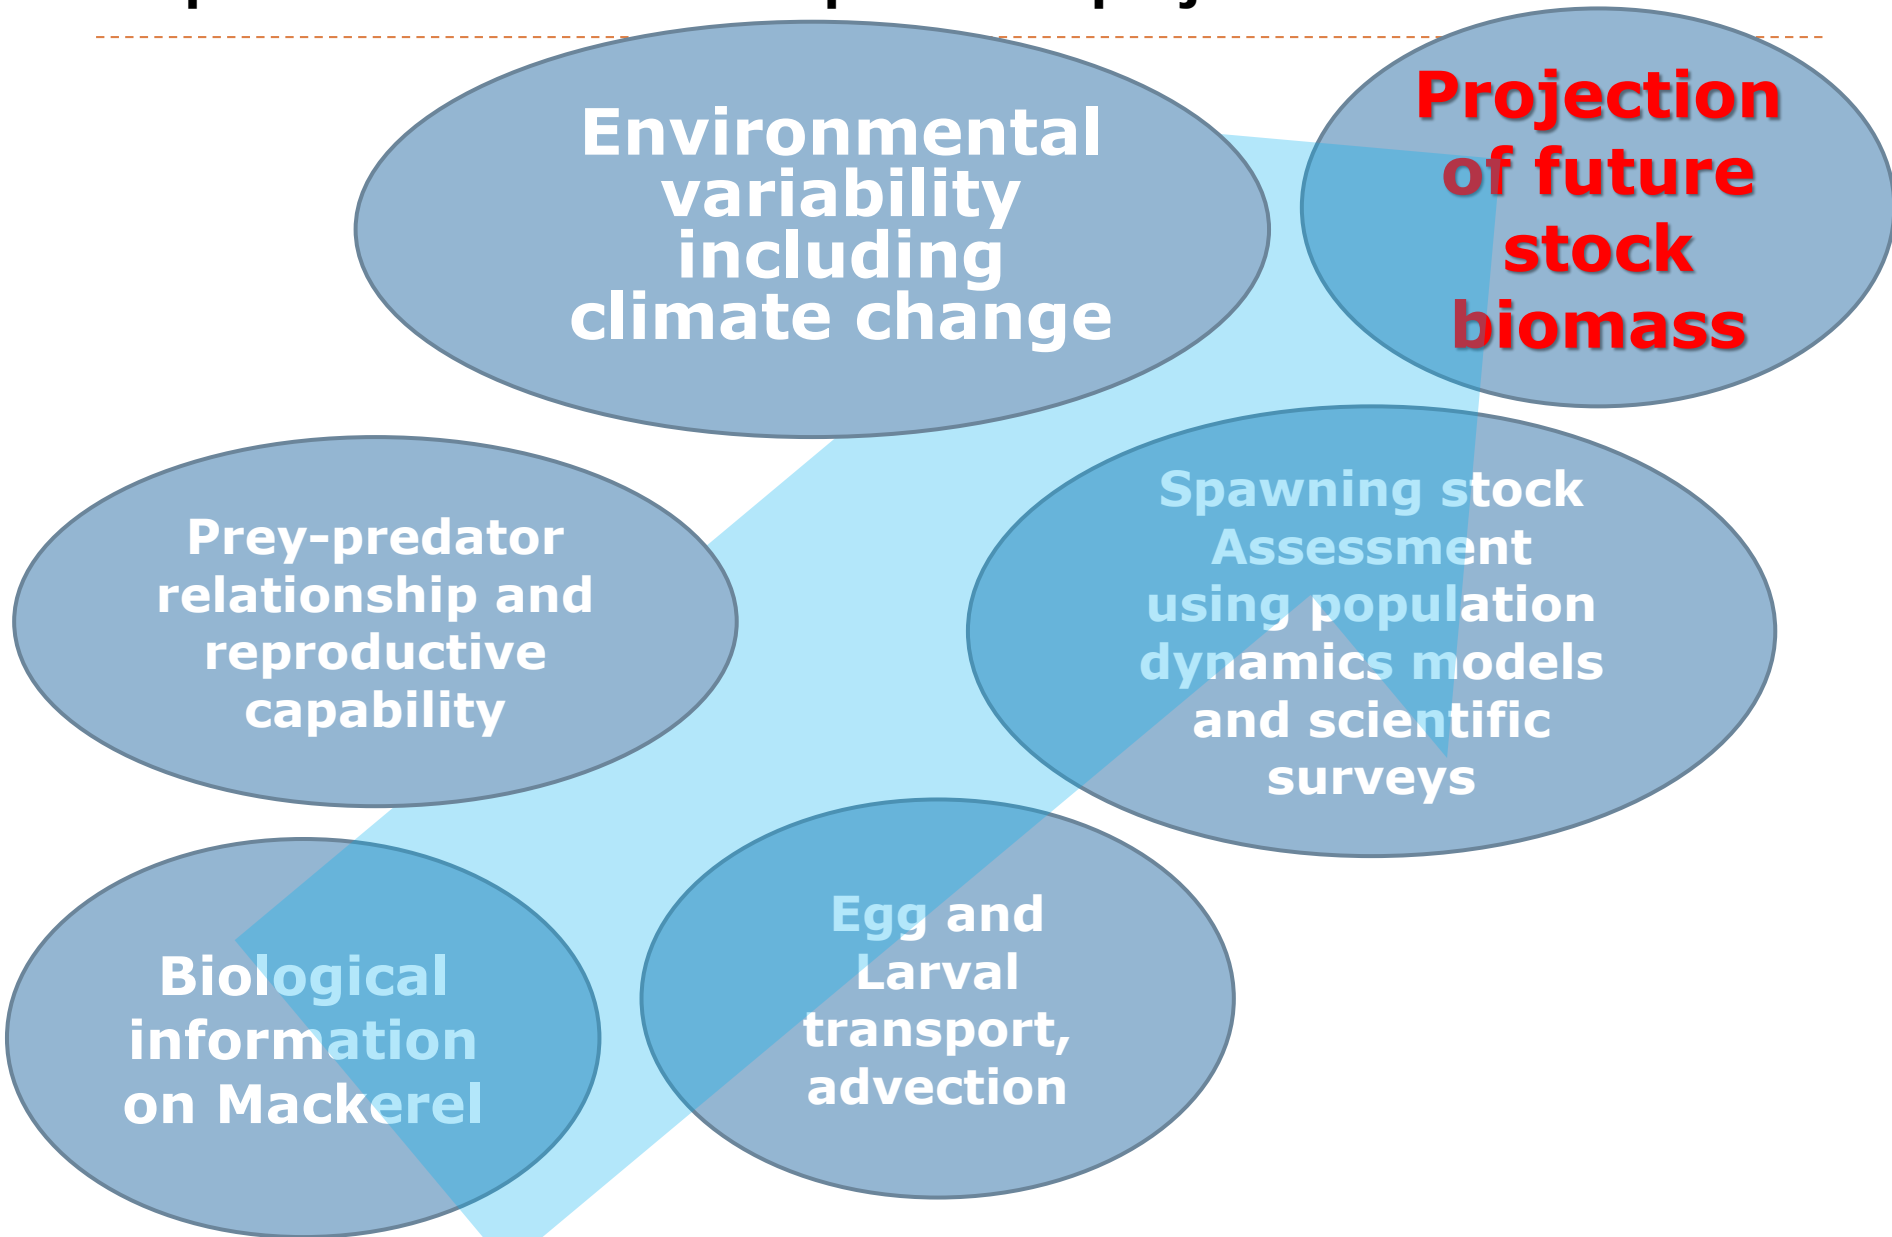 Environmental
variability
including
climate change
Projection
of future
stock
biomass
Prey-predator
relationship and
reproductive
capability
Spawning stock
Assessment
using population
dynamics models
and scientific
surveys
Biological
information
on Mackerel
Egg and
Larval
transport,
advection